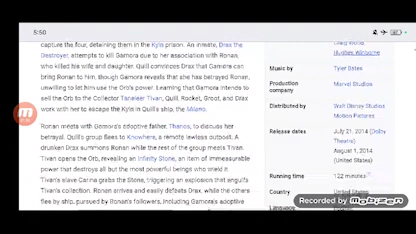 5:50
capture the four, detaining them in the Kyln prison. An inmate, Drax the
Destroyer, attempts to kill Gamora due to her association with Ronan,
who killed his wife and daughter. Quill convinces Drax that Gamora can
bring Ronan to him, though Gamora reveals that she has betrayed Ronan,
unwilling to let him use the Orb's power. Learning that Gamora intends to
sell the Orb to the Collector Taneleer Tivan, Quill, Rocket, Groot, and Drax
work with her to escape the Kyln in Quill's ship, the Milano.
Ronan meets with Gamora's adoptive father, Thanos, to discuss her
betrayal. Quill's group flees to Knowhere, a remote lawless outpost. A
drunken Drax summons Ronan while the rest of the group meets Tivan.
Tivan opens the Orb, revealing an Infinity Stone, an item of immeasurable
power that destroys all but the most powerful beings who wield it.
Tivan's slave Carina grabs the Stone, triggering an explosion that engulfs
Tivan's collection. Ronan arrives and easily defeats Drax, while the others
flee by ship, pursued by Ronan's followers, including Gamora's adoptive
Craig Wood
Hughes Winborne
Music by Tyler Bates
Production Marvel Studios
company
Distributed by Walt Disney Studios
Motion Pictures
Release dates July 21, 2014 (Dolby
Theatre)
August 1, 2014
(United States)
Running time 122 minutes
Country United States
Language
Recorded by Mobizen